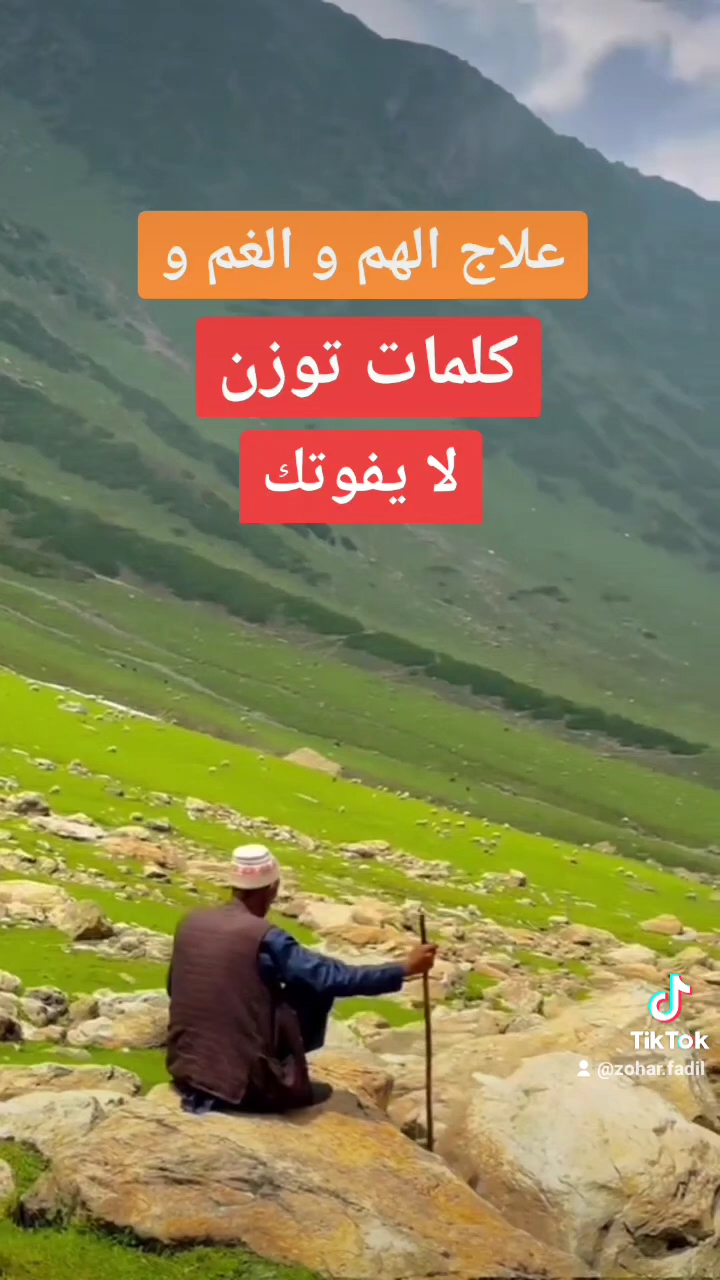 علاج الهم و الغم و
كلمات توزن
لا يفوتك
TikTok
@zohar.fadil